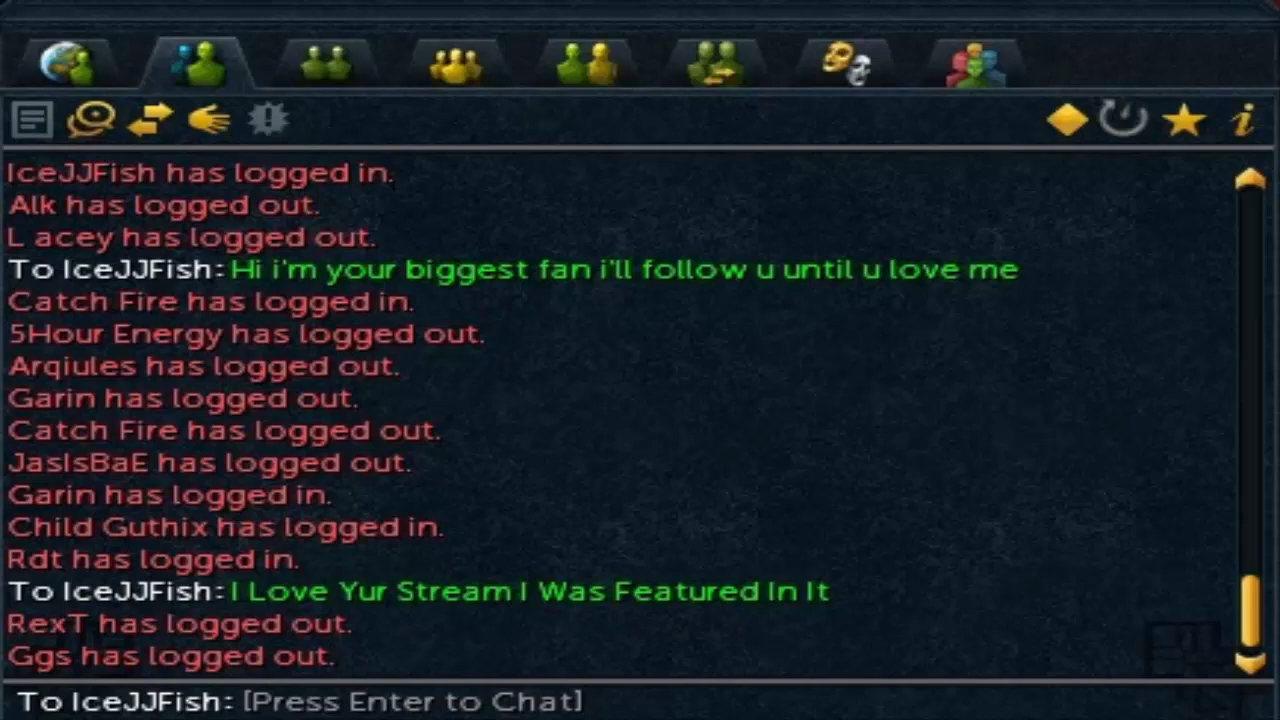 IceJJFish has logged in.
Alk has logged out.
L acey has logged out.
To IceJJFish: Hi i'm your biggest fan i'll follow u until u love me
Catch Fire has logged in.
5Hour Energy has logged out.
Arqiules has logged out.
Garin has logged out.
Catch Fire has logged out.
JasIsBaE has logged out.
Garin has logged in.
Child Guthix has logged in.
Rdt has logged in.
To IceJJFish: I Love Yur Stream I Was Featured In It
RexT has logged out.
Ggs has logged out.
To IceJJFish: [Press Enter to Chat]